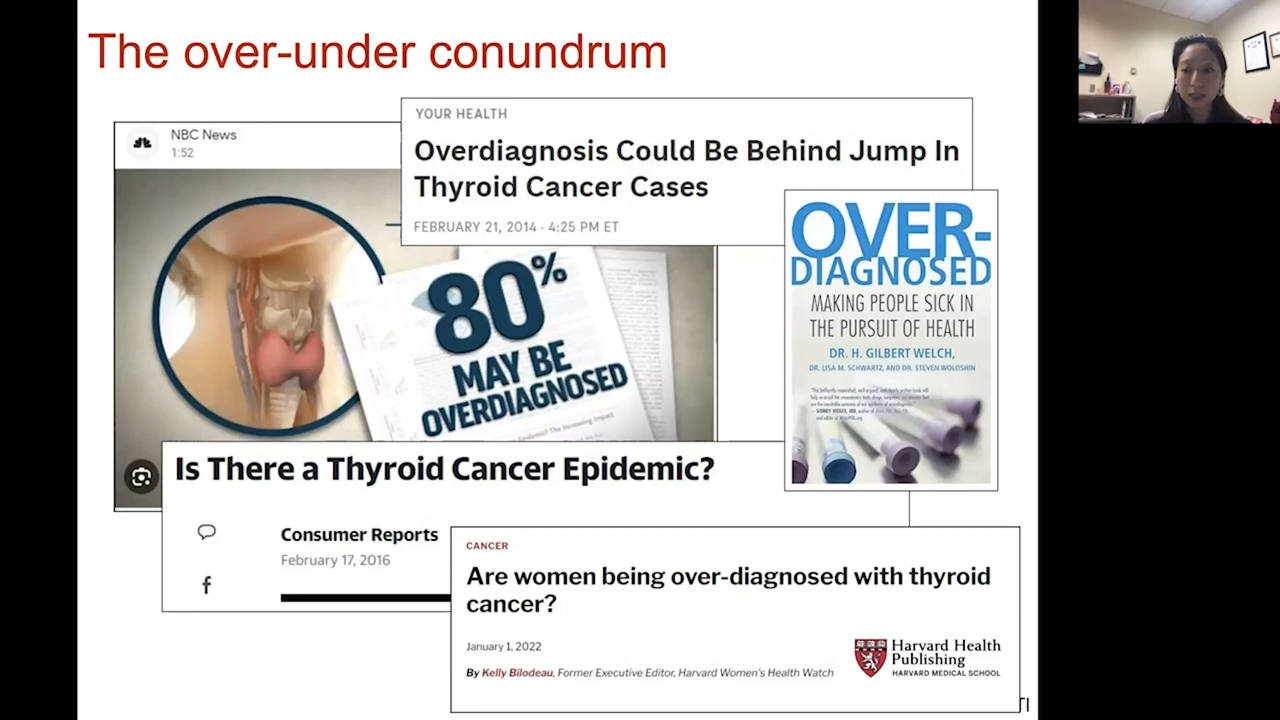 The over-under conundrum
NBC News
1:52
YOUR HEALTH
Overdiagnosis Could Be Behind Jump In
Thyroid Cancer Cases
FEBRUARY 21, 2014 · 4:25 PM ET
80%
MAY BE
OVERDIAGNOSED
OVER-
DIAGNOSED
MAKING PEOPLE SICK IN
THE PURSUIT OF HEALTH
DR. H. GILBERT WELCH,
DR. LISA M. SCHWARTZ, AND DR. STEVEN WOLOSHIN
Is There a Thyroid Cancer Epidemic?
Consumer Reports
February 17, 2016
f
CANCER
Are women being over-diagnosed with thyroid
cancer?
January 1, 2022
By Kelly Bilodeau, Former Executive Editor, Harvard Women's Health Watch
Harvard Health
Publishing
HARVARD MEDICAL SCHOOL